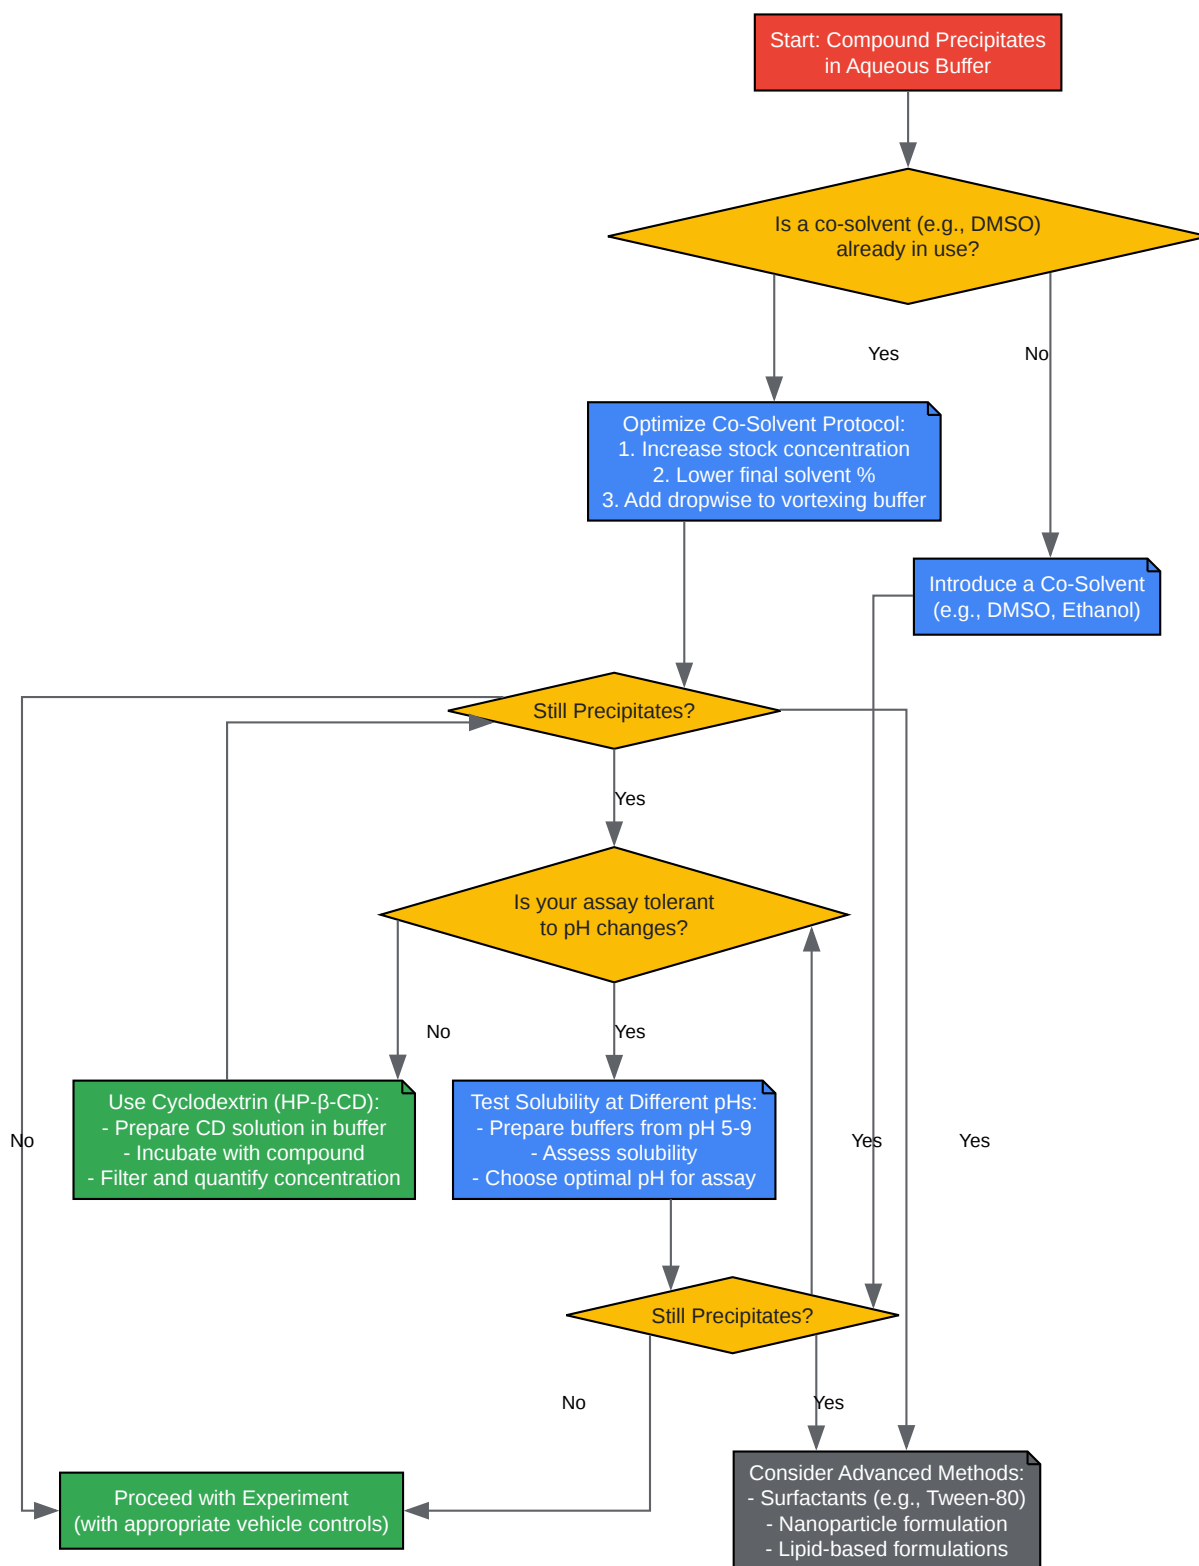 Start: Compound Precipitates
in Aqueous Buffer
Is a co-solvent (e.g., DMSO)
already in use?
Yes
No
Optimize Co-Solvent Protocol:
1. Increase stock concentration
2. Lower final solvent %
3. Add dropwise to vortexing buffer
Introduce a Co-Solvent
(e.g., DMSO, Ethanol)
Still Precipitates?
Yes
Is your assay tolerant
to pH changes?
No
Yes
Use Cyclodextrin (HP-β-CD):
- Prepare CD solution in buffer
- Incubate with compound
- Filter and quantify concentration
Test Solubility at Different pHs:
- Prepare buffers from pH 5-9
- Assess solubility
- Choose optimal pH for assay
No
Yes
Yes
Still Precipitates?
No
Yes
Proceed with Experiment
(with appropriate vehicle controls)
Consider Advanced Methods:
- Surfactants (e.g., Tween-80)
- Nanoparticle formulation
- Lipid-based formulations